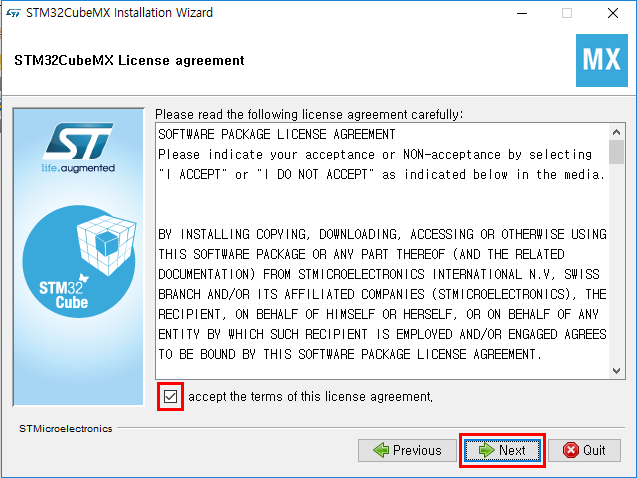 STM32CubeMX Installation Wizard
STM32CubeMX License agreement
MX
Please read the following license agreement carefully:
SOFTWARE PACKAGE LICENSE AGREEMENT
Please indicate your acceptance or NON-acceptance by selecting
"I ACCEPT" or "I DO NOT ACCEPT" as indicated below in the media.
BY INSTALLING COPYING, DOWNLOADING, ACCESSING OR OTHERWISE USING
THIS SOFTWARE PACKAGE OR ANY PART THEREOF (AND THE RELATED
DOCUMENTATION) FROM STMICROELECTRONICS INTERNATIONAL N.V, SWISS
BRANCH AND/OR ITS AFFILIATED COMPANIES (STMICROELECTRONICS), THE
RECIPIENT, ON BEHALF OF HIMSELF OR HERSELF, OR ON BEHALF OF ANY
ENTITY BY WHICH SUCH RECIPIENT IS EMPLOYED AND/OR ENGAGED AGREES
TO BE BOUND BY THIS SOFTWARE PACKAGE LICENSE AGREEMENT.
ST
life.augmented
STM32
Cube
accept the terms of this license agreement.
STMicroelectronics
Previous
Next
Quit